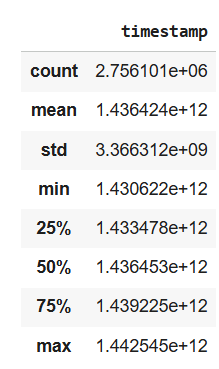 timestamp
count 2.756101e+06
mean 1.436424e+12
std 3.366312e+09
min 1.430622e+12
25% 1.433478e+12
50% 1.436453e+12
75% 1.439225e+12
max 1.442545e+12